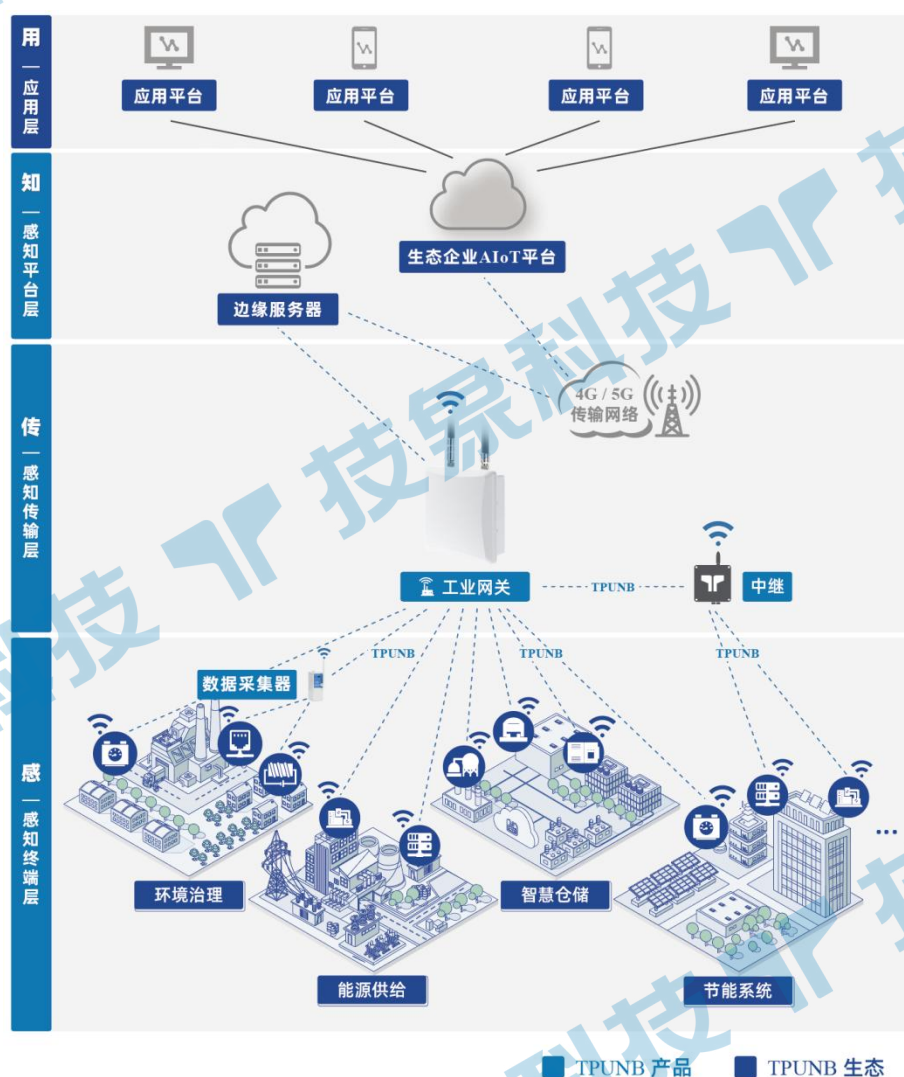 用
应用层
应用平台
应用平台
应用平台
应用平台
知
感知平台层
生态企业AIoT平台
边缘服务器
4G / 5G
传输网络
传
感知传输层
工业网关
TPUNB
中继
TPUNB
TPUNB
TPUNB
数据采集器
感
感知终端层
环境治理
智慧仓储
能源供给
节能系统
...
TPUNB 产品
TPUNB 生态
技象科技
科技
技
科技
技